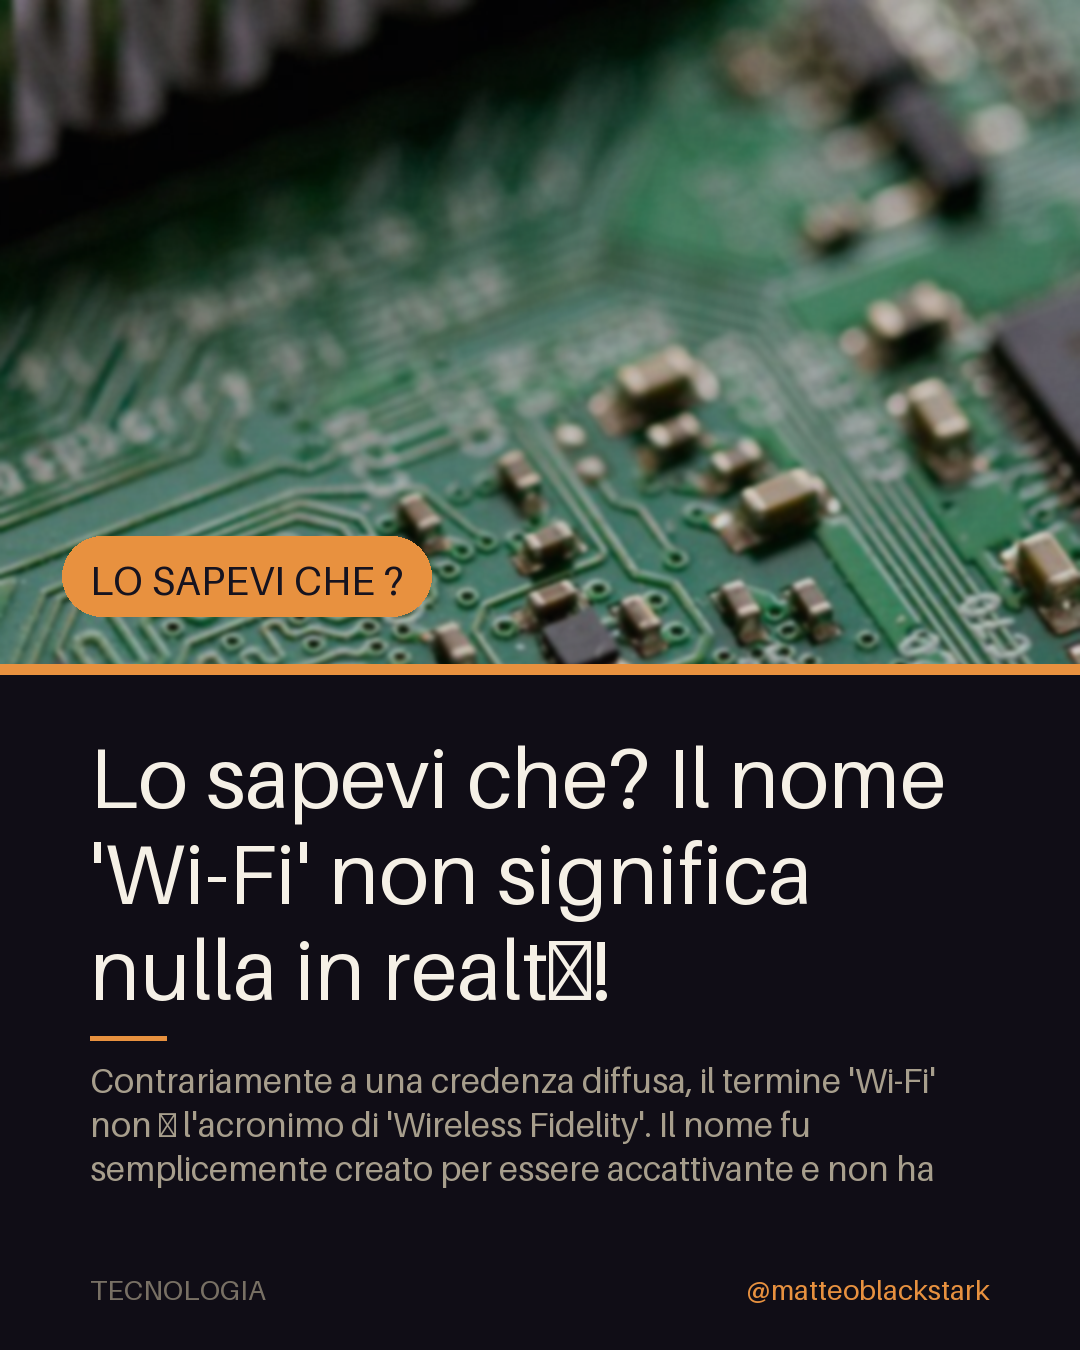 LO SAPEVI CHE ?
Lo sapevi che? Il nome
'Wi-Fi' non significa
nulla in realt☒!
Contrariamente a una credenza diffusa, il termine 'Wi-Fi'
non ☒ l'acronimo di 'Wireless Fidelity'. Il nome fu
semplicemente creato per essere accattivante e non ha
TECNOLOGIA
@matteoblackstark